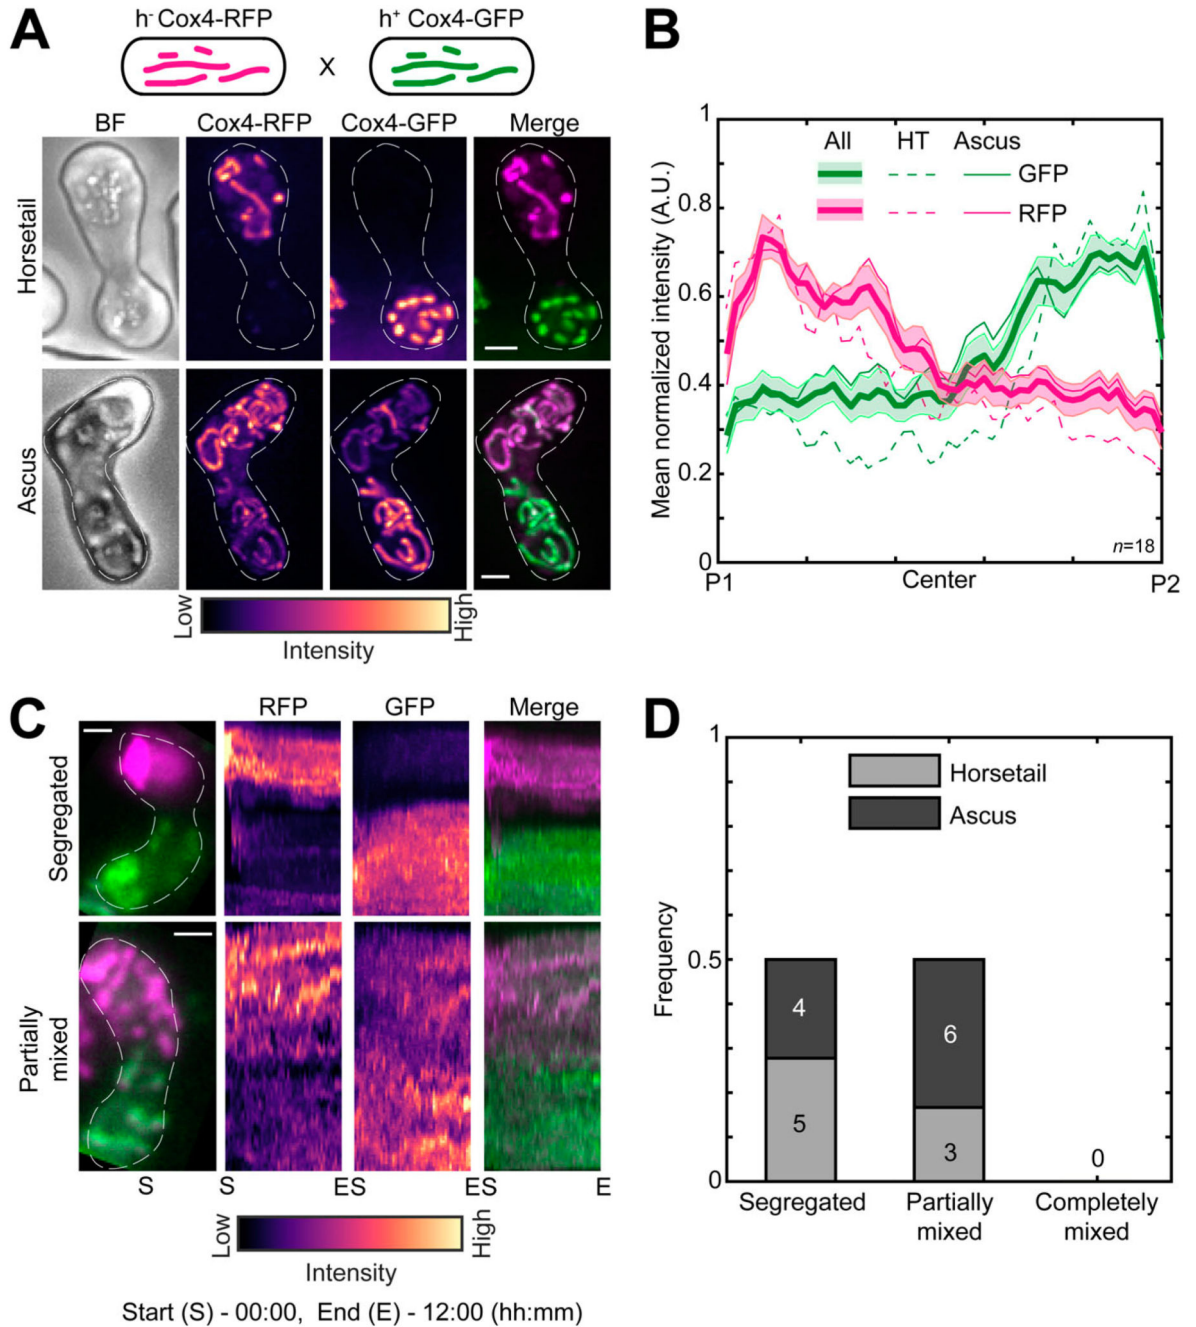 A
h- Cox4-RFP
X
h+ Cox4-GFP
BF
Cox4-RFP
Cox4-GFP
Merge
Horsetail
Ascus
Low
High
Intensity
B
Mean normalized intensity (A.U.)
1
0.8
0.6
0.4
0.2
0
All HT Ascus
GFP
RFP
n=18
P1
Center
P2
C
RFP
GFP
Merge
Segregated
Partially
mixed
S
S
E
S
E
S
E
Low
High
Intensity
Start (S) - 00:00, End (E) - 12:00 (hh:mm)
D
Frequency
1
0.5
0
Horsetail
Ascus
4
5
6
3
0
Segregated
Partially
mixed
Completely
mixed